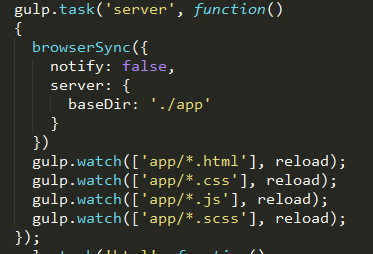 gulp.task('server', function()
{
  browserSync({
    notify: false,
    server: {
      baseDir: './app'
    }
  })
  gulp.watch(['app/*.html'], reload);
  gulp.watch(['app/*.css'], reload);
  gulp.watch(['app/*.js'], reload);
  gulp.watch(['app/*.scss'], reload);
});